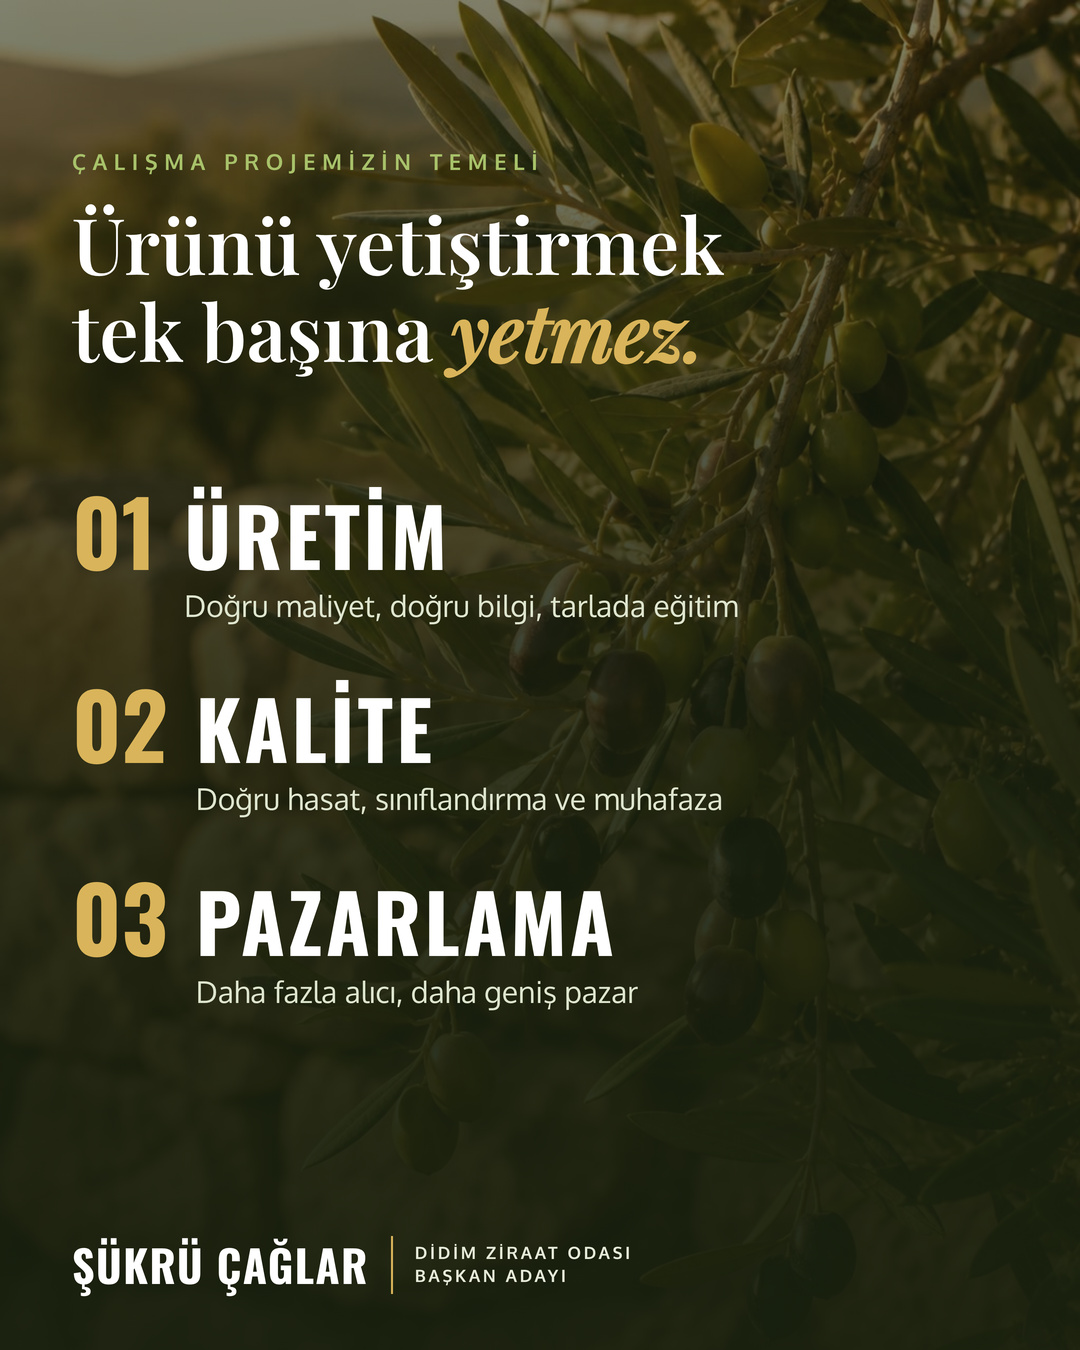 ÇALIŞMA PROJEMİZİN TEMELİ
Ürünü yetiştirmek
tek başına yetmez.
01 ÜRETİM
Doğru maliyet, doğru bilgi, tarlada eğitim
02 KALİTE
Doğru hasat, sınıflandırma ve muhafaza
03 PAZARLAMA
Daha fazla alıcı, daha geniş pazar
ŞÜKRÜ ÇAĞLAR
DİDİM ZİRAAT ODASI
BAŞKAN ADAYI